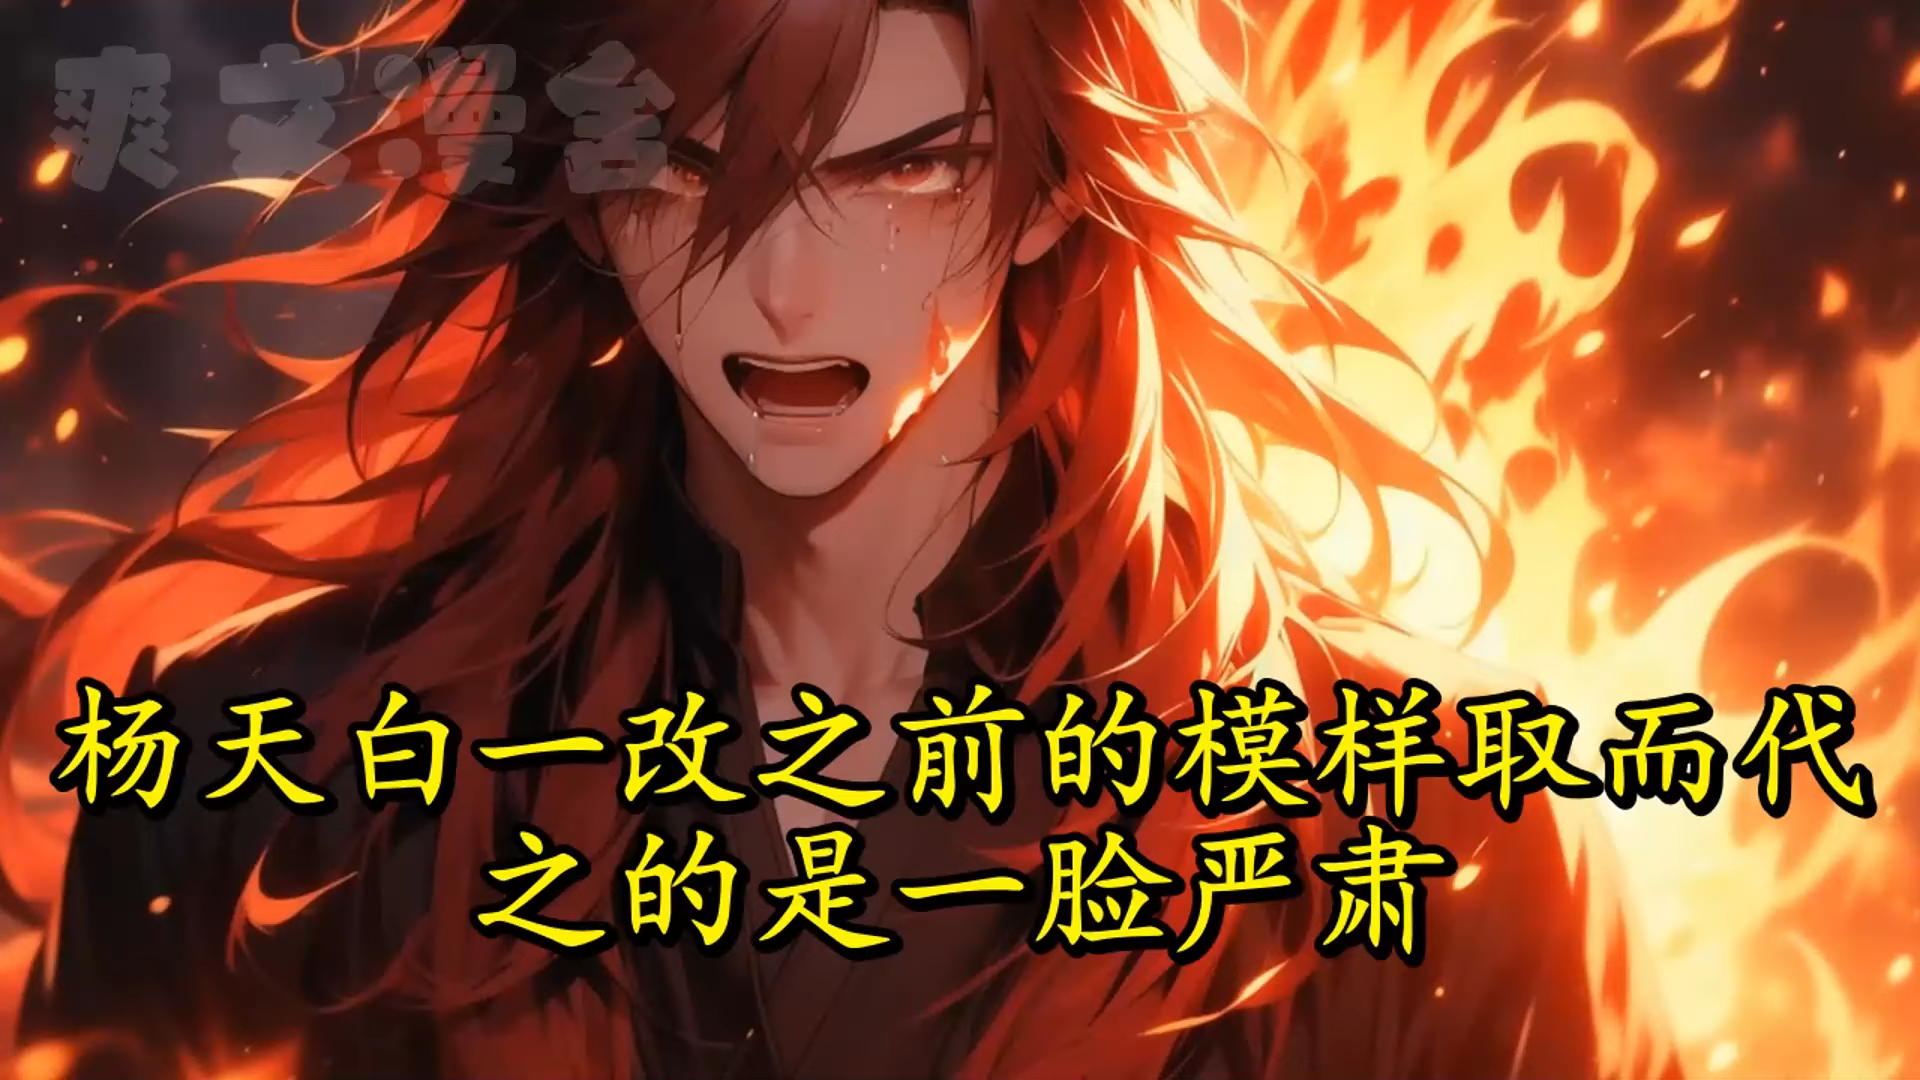 爽文漫舍
杨天白一改之前的模样取而代
之的是一脸严肃